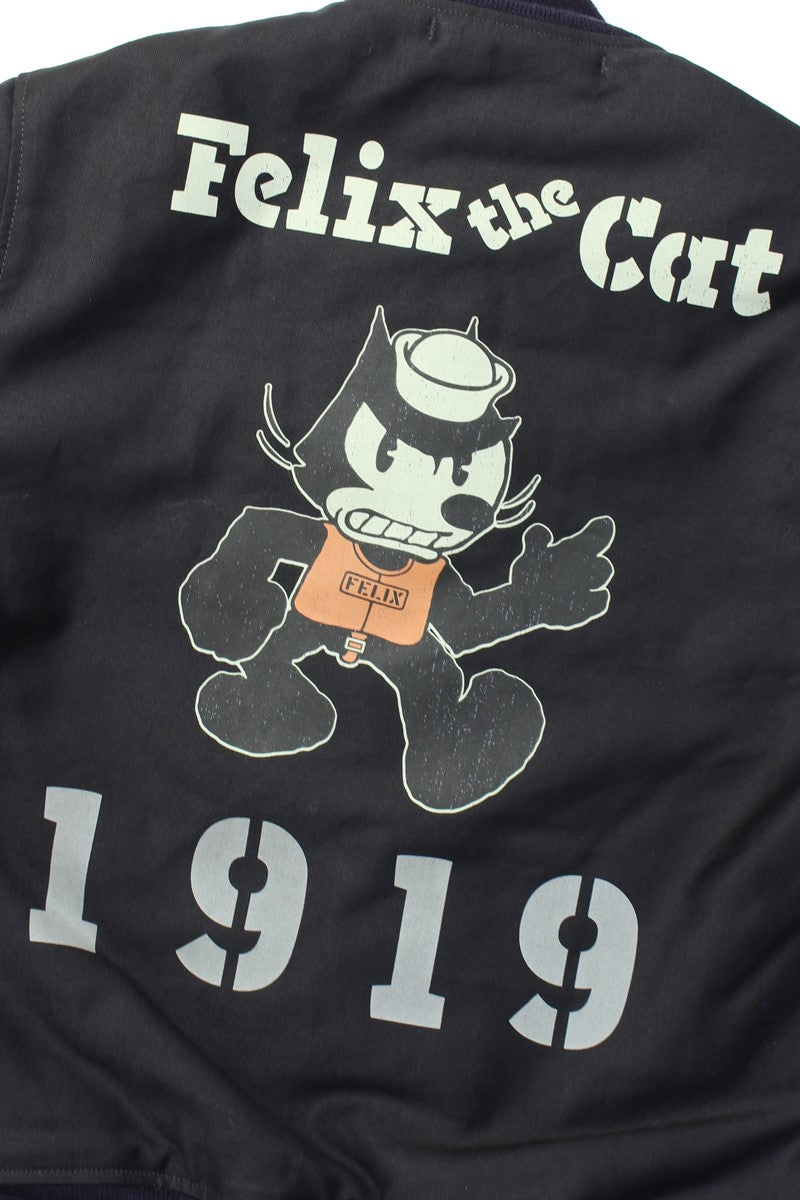 Felix the Cat
FELIX
1919